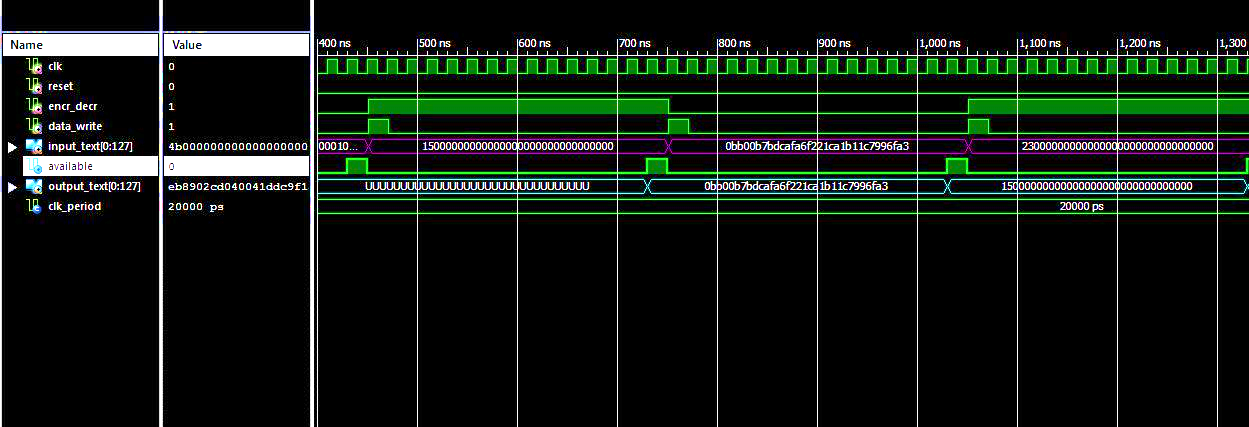 Name Value 400 ns 500 ns 600 ns 700 ns 800 ns 900 ns 1,000 ns 1,100 ns 1,200 ns 1,300
clk 0
reset 0
encr_decr 1
data_write 1
input_text[0:127] 4b000000000000000000 00010... 15000000000000000000000000000000 0bb00b7bdcafa6f221ca1b11c7996fa3 23000000000000000000000000000000
available 0
output_text[0:127] eb8902cd040041ddc9f1 UUUUUUUUUUUUUUUUUUUUUUUUUUUUUUUU 0bb00b7bdcafa6f221ca1b11c7996fa3 15000000000000000000000000000000
clk_period 20000 ps 20000 ps